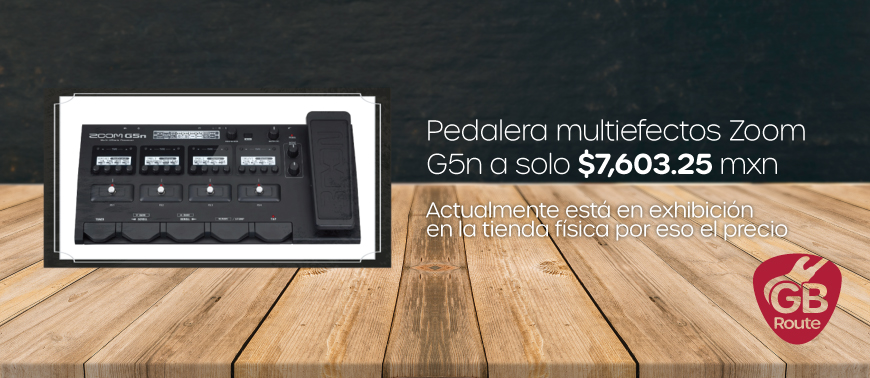 ZOOM G5n
Pedalera multiefectos Zoom
G5n a solo $7,603.25 mxn
Actualmente está en exhibición
en la tienda física por eso el precio
GB
Route